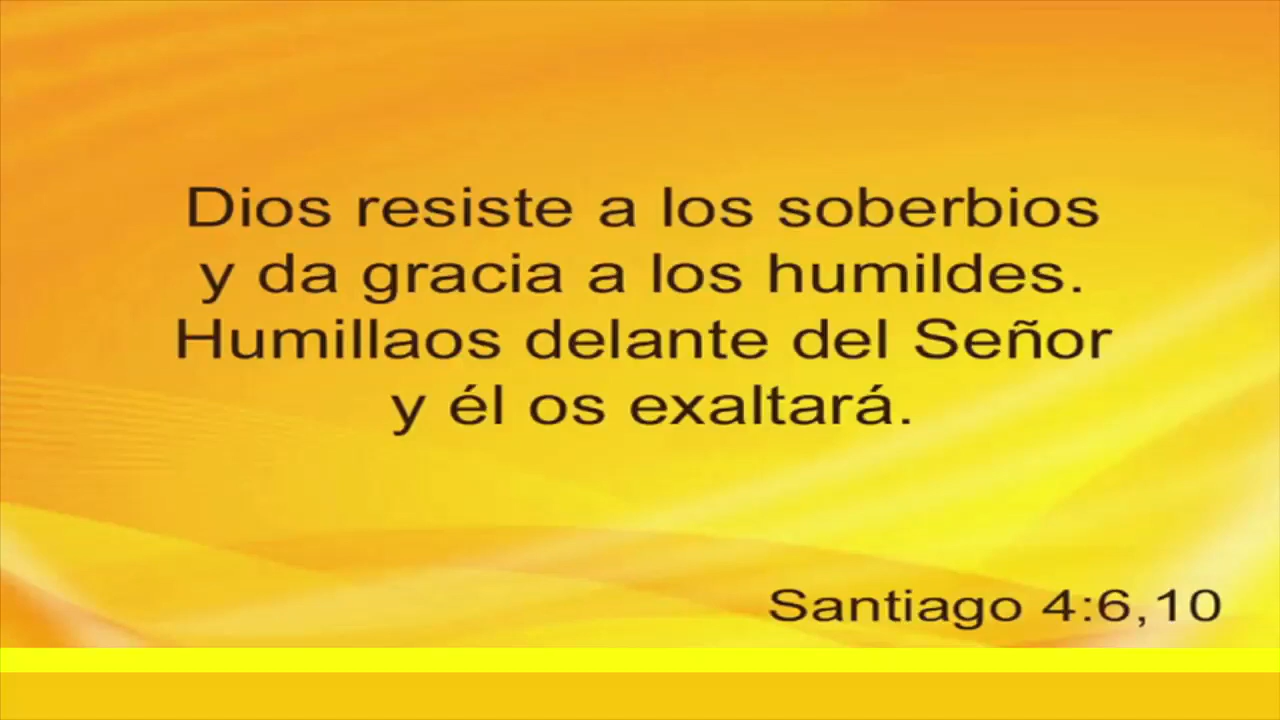 Dios resiste a los soberbios
y da gracia a los humildes.
Humillaos delante del Señor
y él os exaltará.
Santiago 4:6,10